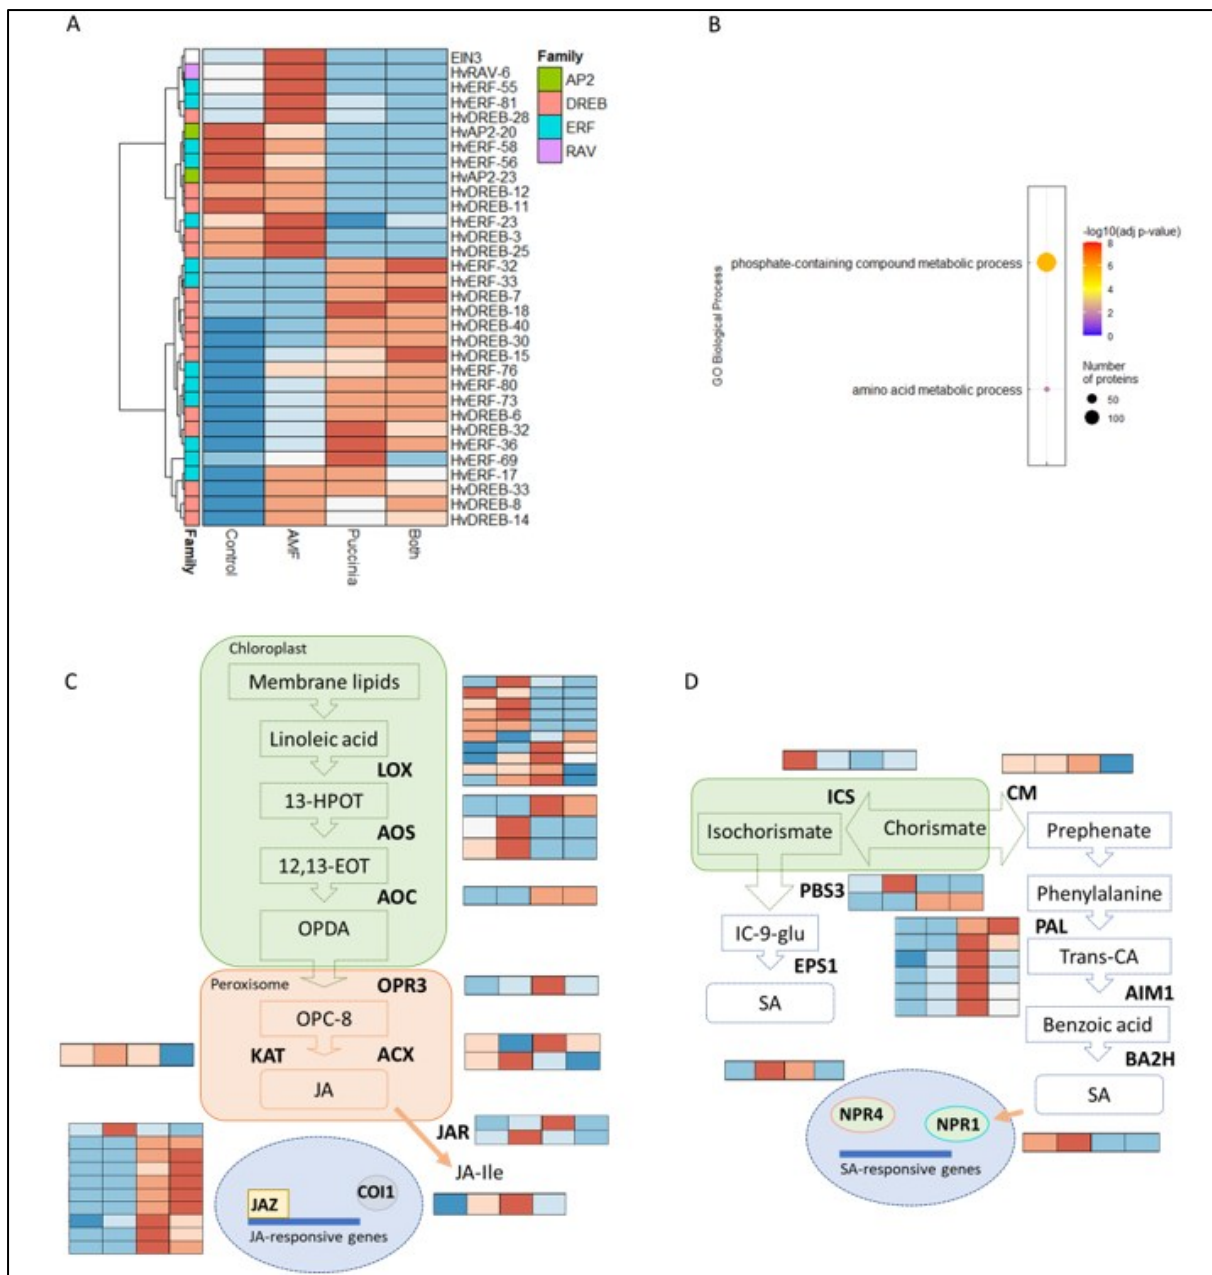 A
EIN3
HvRAV-6
HvERF-55
HvERF-81
HvDREB-28
HvAP2-20
HvERF-58
HvERF-56
HvAP2-23
HvDREB-12
HvDREB-11
HvERF-23
HvDREB-3
HvDREB-25
HvERF-32
HvERF-33
HvDREB-7
HvDREB-18
HvDREB-40
HvDREB-30
HvDREB-15
HvERF-76
HvERF-80
HvERF-73
HvDREB-6
HvDREB-32
HvERF-36
HvERF-69
HvERF-17
HvDREB-33
HvDREB-8
HvDREB-14
Family
Control
AMF
Puccinia
Both
Family
AP2
DREB
ERF
RAV
B
GO Biological Process
phosphate-containing compound metabolic process
amino acid metabolic process
-log10(adj p-value)
8
6
4
2
0
Number
of proteins
50
100
C
Chloroplast
Membrane lipids
Linoleic acid
LOX
13-HPOT
AOS
12,13-EOT
AOC
OPDA
Peroxisome
OPR3
OPC-8
KAT
ACX
JA
JAR
JA-Ile
COI1
JAZ
JA-responsive genes
D
ICS
CM
Isochorismate
Chorismate
Prephenate
PBS3
Phenylalanine
IC-9-glu
PAL
EPS1
Trans-CA
SA
AIM1
Benzoic acid
BA2H
SA
NPR4
NPR1
SA-responsive genes